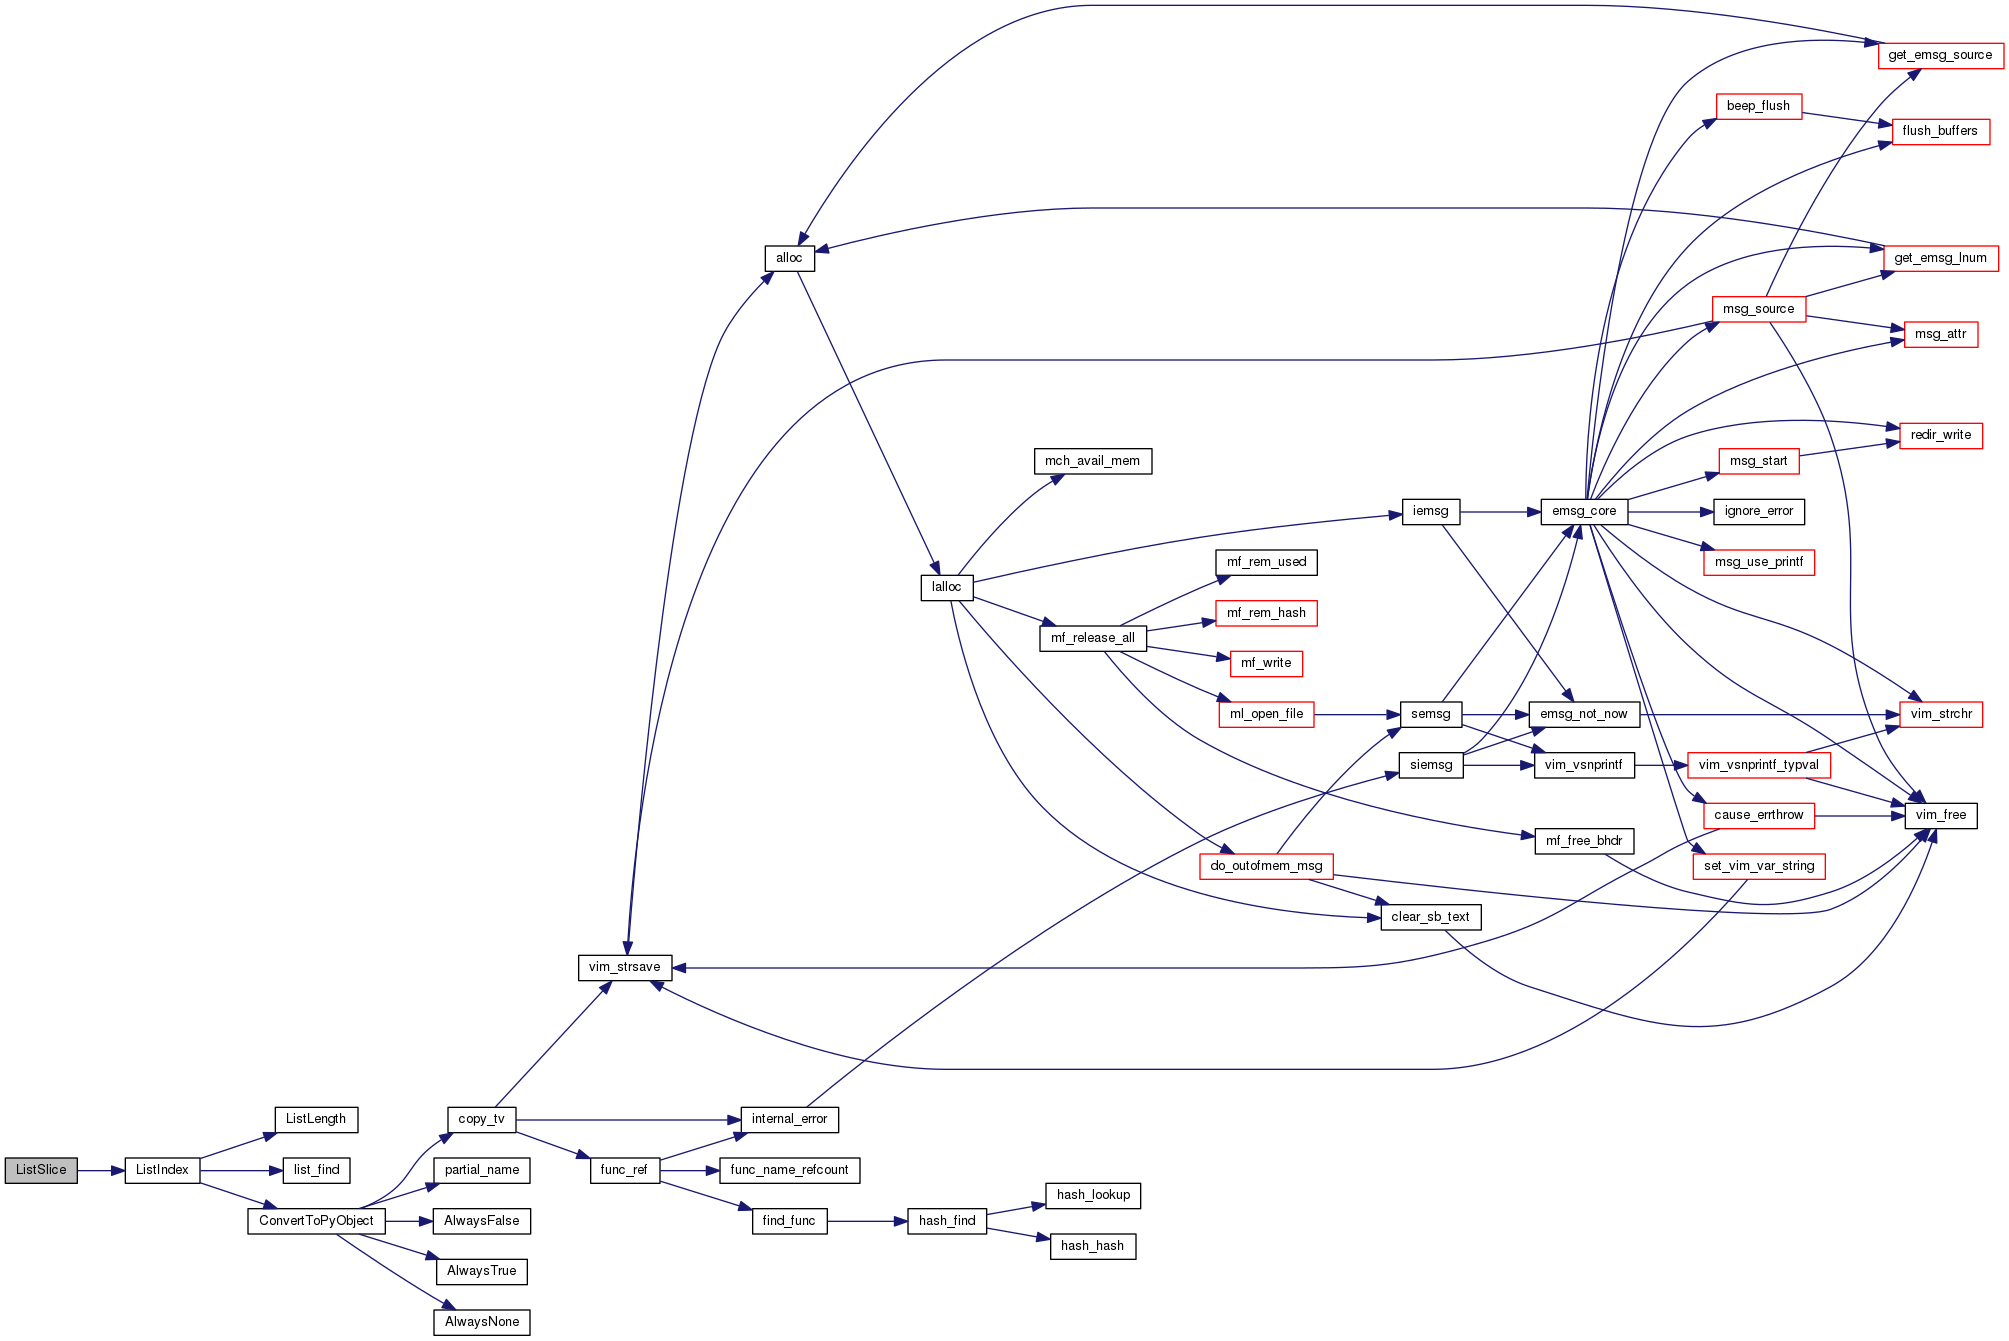 get_emsg_source
beep_flush
flush_buffers
alloc
get_emsg_lnum
msg_source
msg_attr
redir_write
mch_avail_mem
msg_start
iemsg
emsg_core
ignore_error
mf_rem_used
msg_use_printf
lalloc
mf_rem_hash
mf_release_all
mf_write
ml_open_file
semsg
emsg_not_now
vim_strchr
siemsg
vim_vsnprintf
vim_vsnprintf_typval
cause_errthrow
vim_free
mf_free_bhdr
do_outofmem_msg
set_vim_var_string
clear_sb_text
vim_strsave
ListLength
copy_tv
internal_error
ListSlice
ListIndex
list_find
partial_name
func_ref
func_name_refcount
hash_lookup
ConvertToPyObject
AlwaysFalse
find_func
hash_find
hash_hash
AlwaysTrue
AlwaysNone